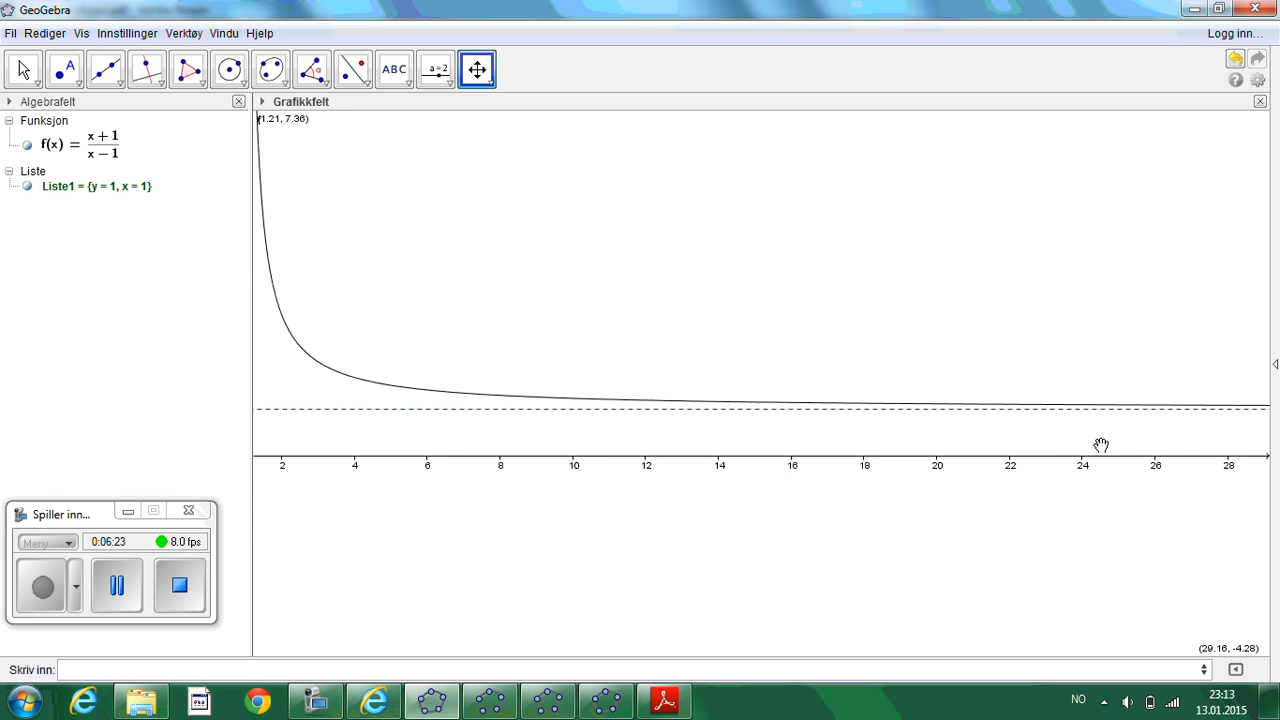 GeoGebra
Fil Rediger Vis Innstillinger Verktøy Vindu Hjelp Logg inn...
A ABC a = 2
Algebrafelt Grafikkfelt
Funksjon
f(x) = x + 1
x − 1
Liste
Liste1 = {y = 1, x = 1}
(1.21, 7.36)
2 4 6 8 10 12 14 16 18 20 22 24 26 28
Spiller inn...
Meny 0:06:23 8.0 fps
(29.16, -4.28)
Skriv inn:
NO 23:13
13.01.2015